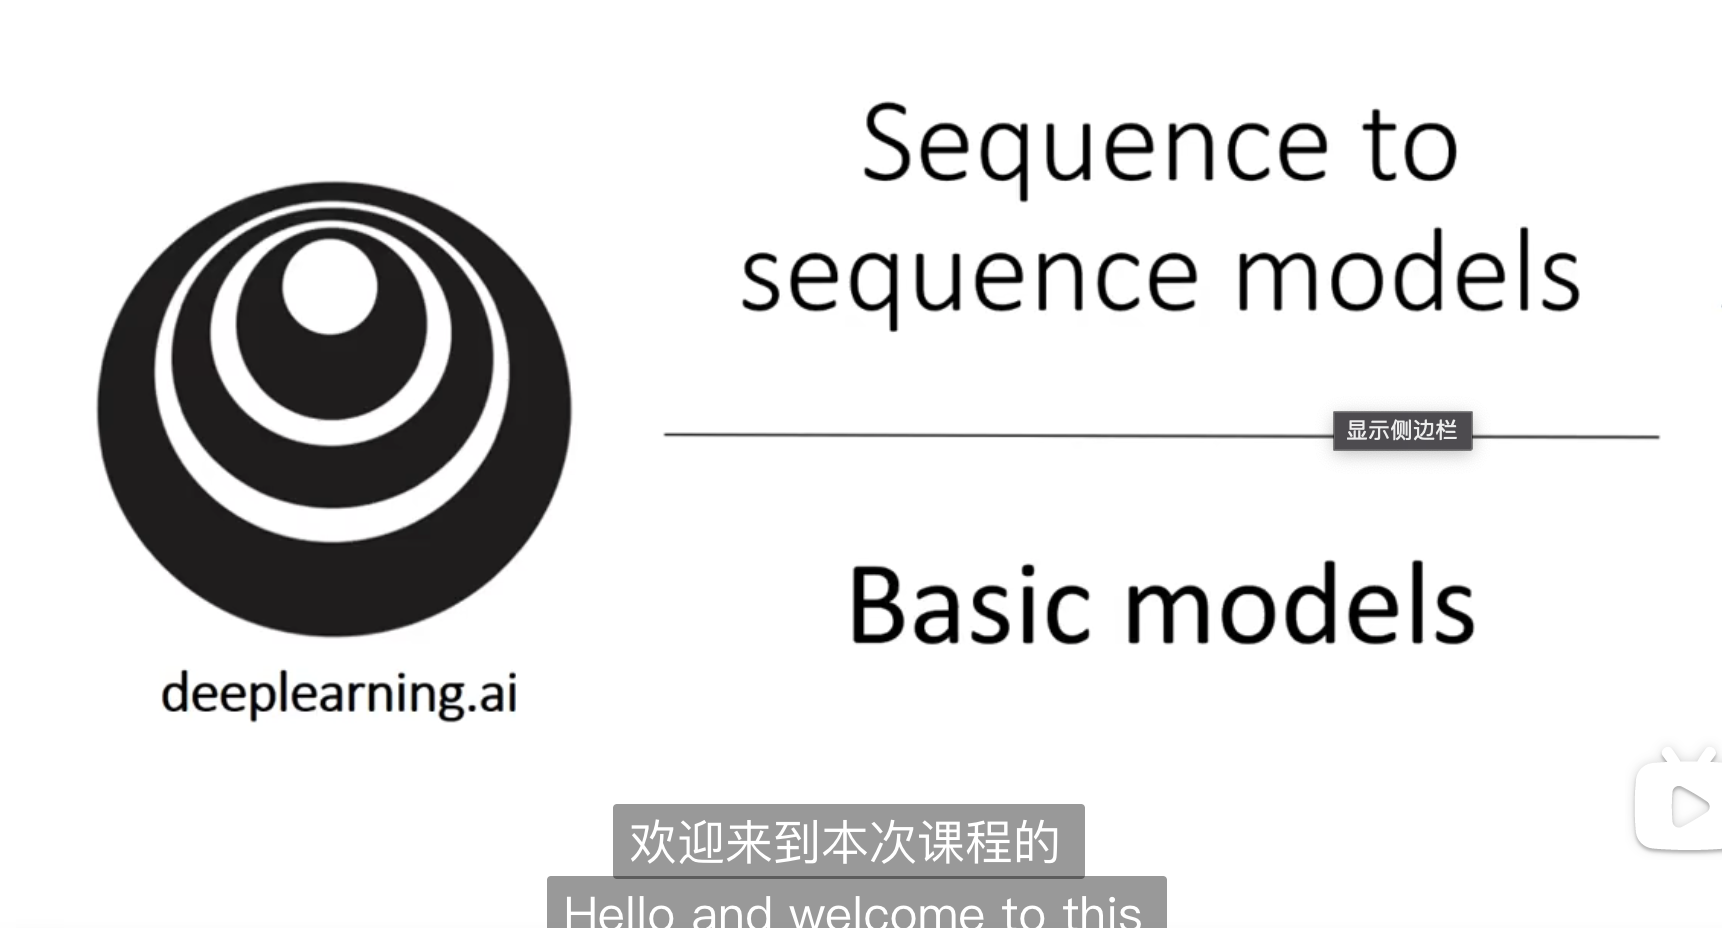 Sequence to
sequence models
显示侧边栏
Basic models
deeplearning.ai
欢迎来到本次课程的
Hello and welcome to this